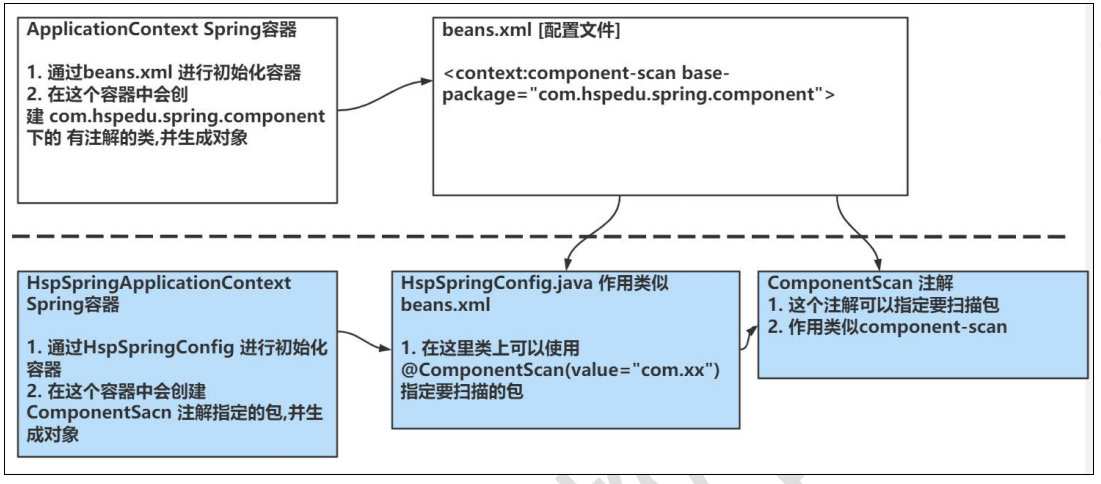 ApplicationContext Spring容器
1. 通过beans.xml 进行初始化容器
2. 在这个容器中会创
建 com.hspedu.spring.component
下的 有注解的类,并生成对象
beans.xml [配置文件]
<context:component-scan base-
package="com.hspedu.spring.component">
HspSpringApplicationContext
Spring容器
1. 通过HspSpringConfig 进行初始化
容器
2. 在这个容器中会创建
ComponentSacn 注解指定的包,并生
成对象
HspSpringConfig.java 作用类似
beans.xml
1. 在这里类上可以使用
@ComponentScan(value="com.xx")
指定要扫描的包
ComponentScan 注解
1. 这个注解可以指定要扫描包
2. 作用类似component-scan